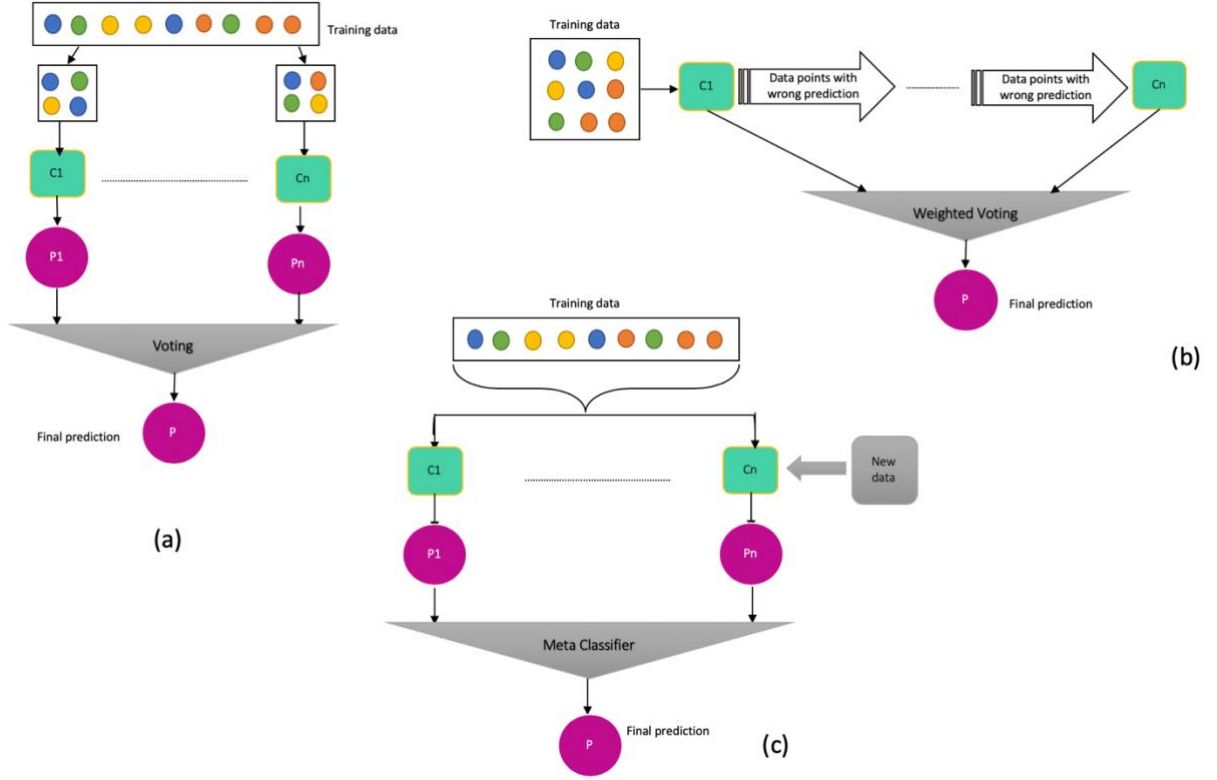 Training data
C1
Cn
P1
Pn
Voting
Final prediction
P
(a)
Training data
C1
Data points with
wrong prediction
Data points with
wrong prediction
Cn
Weighted Voting
P
Final prediction
(b)
Training data
C1
Cn
New
data
P1
Pn
Meta Classifier
P
Final prediction
(c)